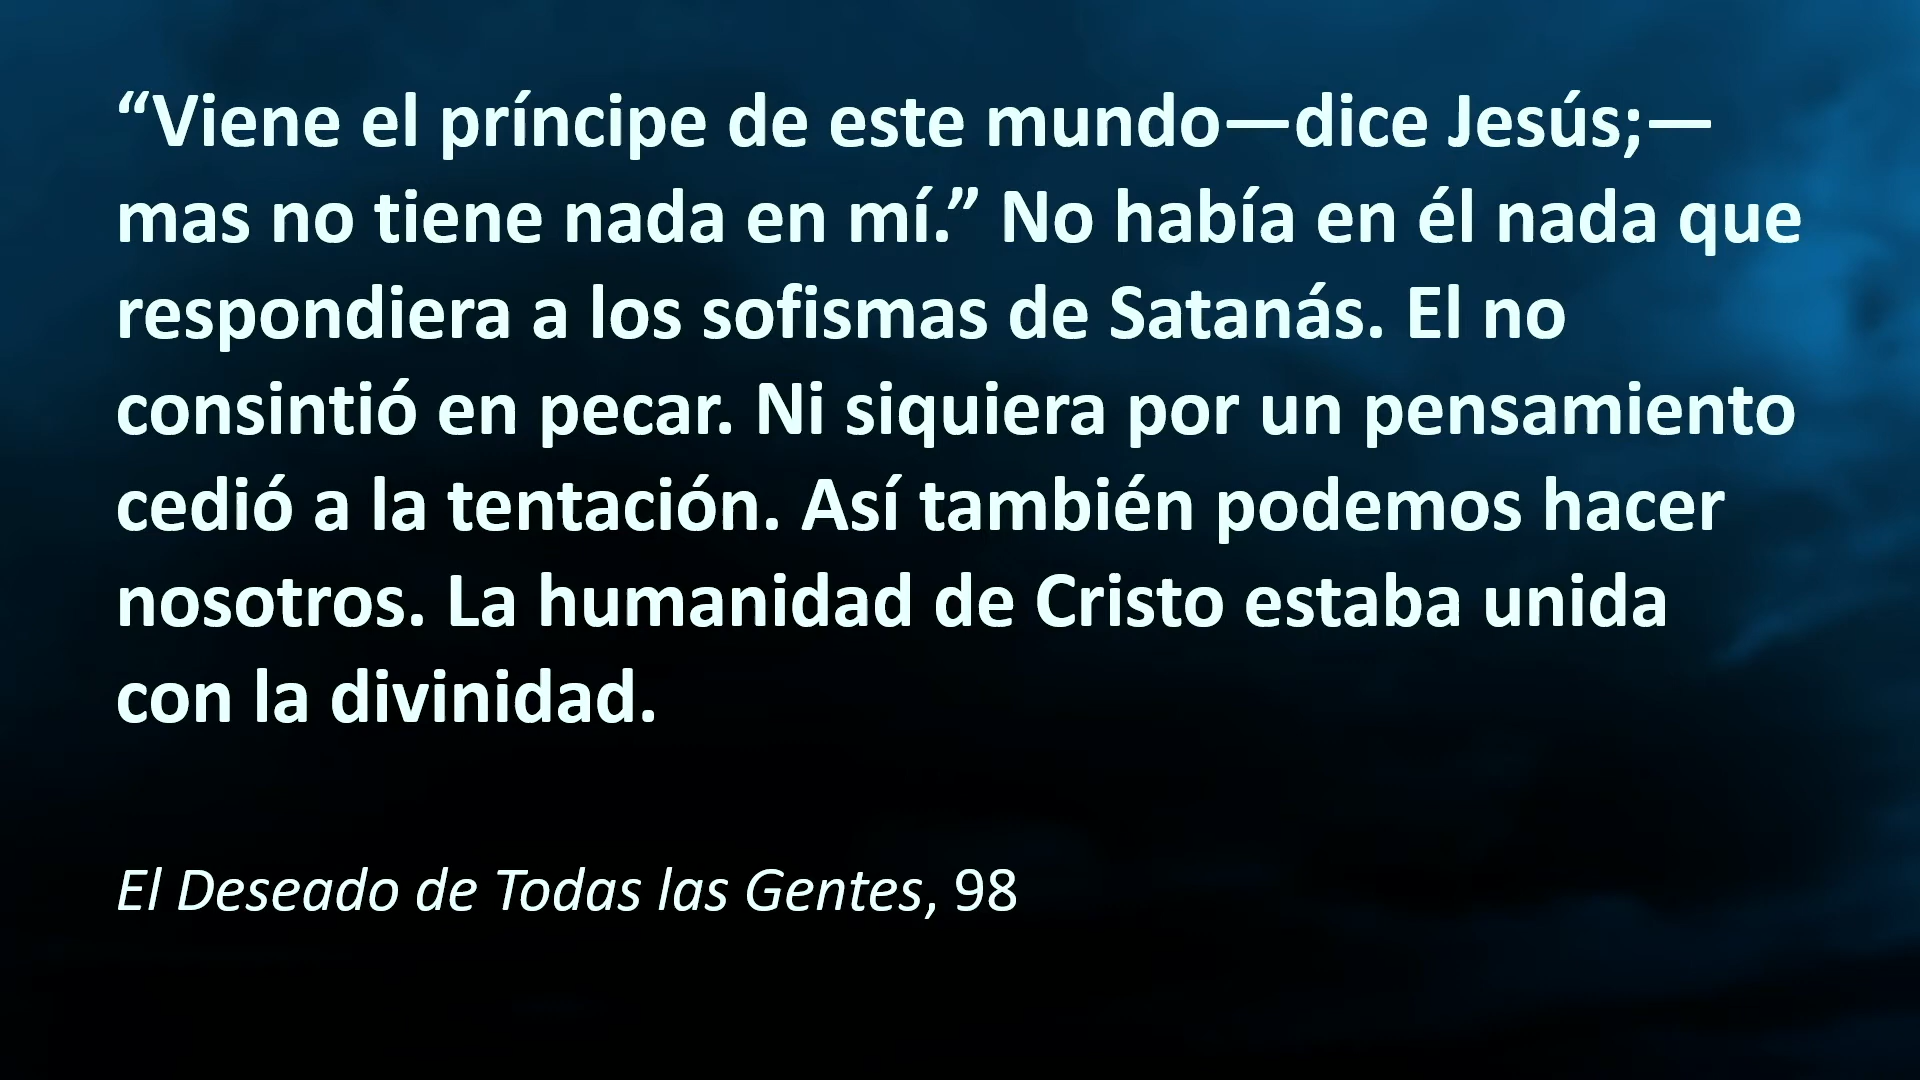 “Viene el príncipe de este mundo—dice Jesús;—
mas no tiene nada en mí.” No había en él nada que
respondiera a los sofismas de Satanás. El no
consintió en pecar. Ni siquiera por un pensamiento
cedió a la tentación. Así también podemos hacer
nosotros. La humanidad de Cristo estaba unida
con la divinidad.
El Deseado de Todas las Gentes, 98